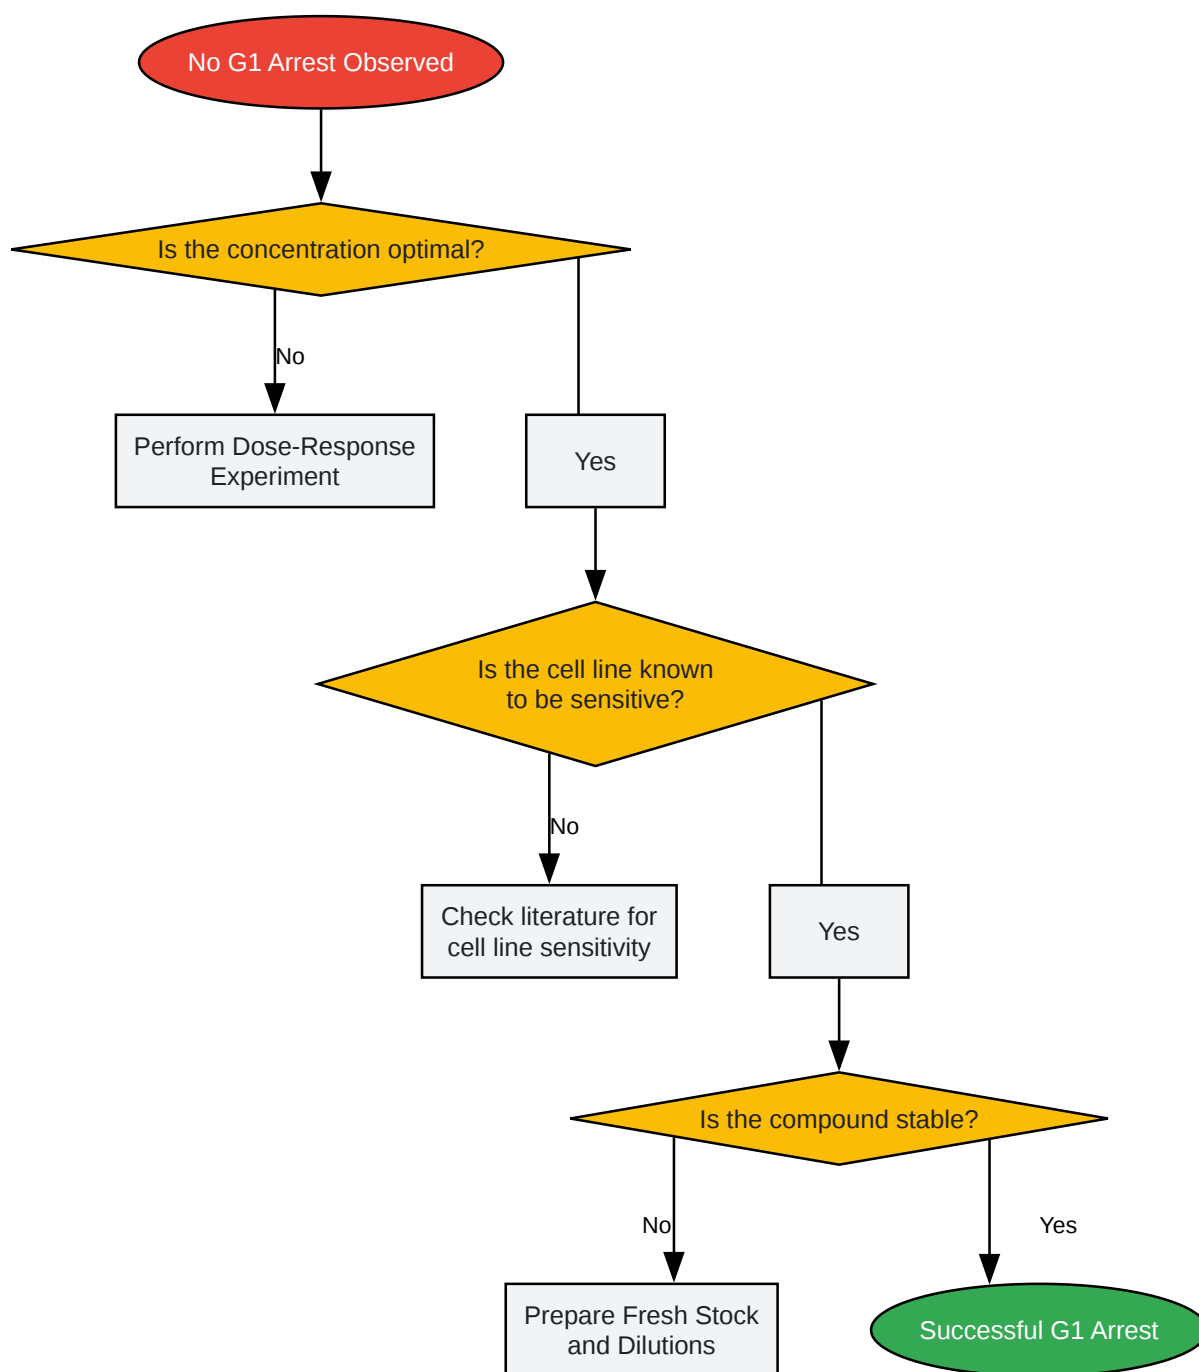 No G1 Arrest Observed
Is the concentration optimal?
No
Perform Dose-Response
Experiment
Yes
Is the cell line known
to be sensitive?
No
Check literature for
cell line sensitivity
Yes
Is the compound stable?
No
Yes
Prepare Fresh Stock
and Dilutions
Successful G1 Arrest